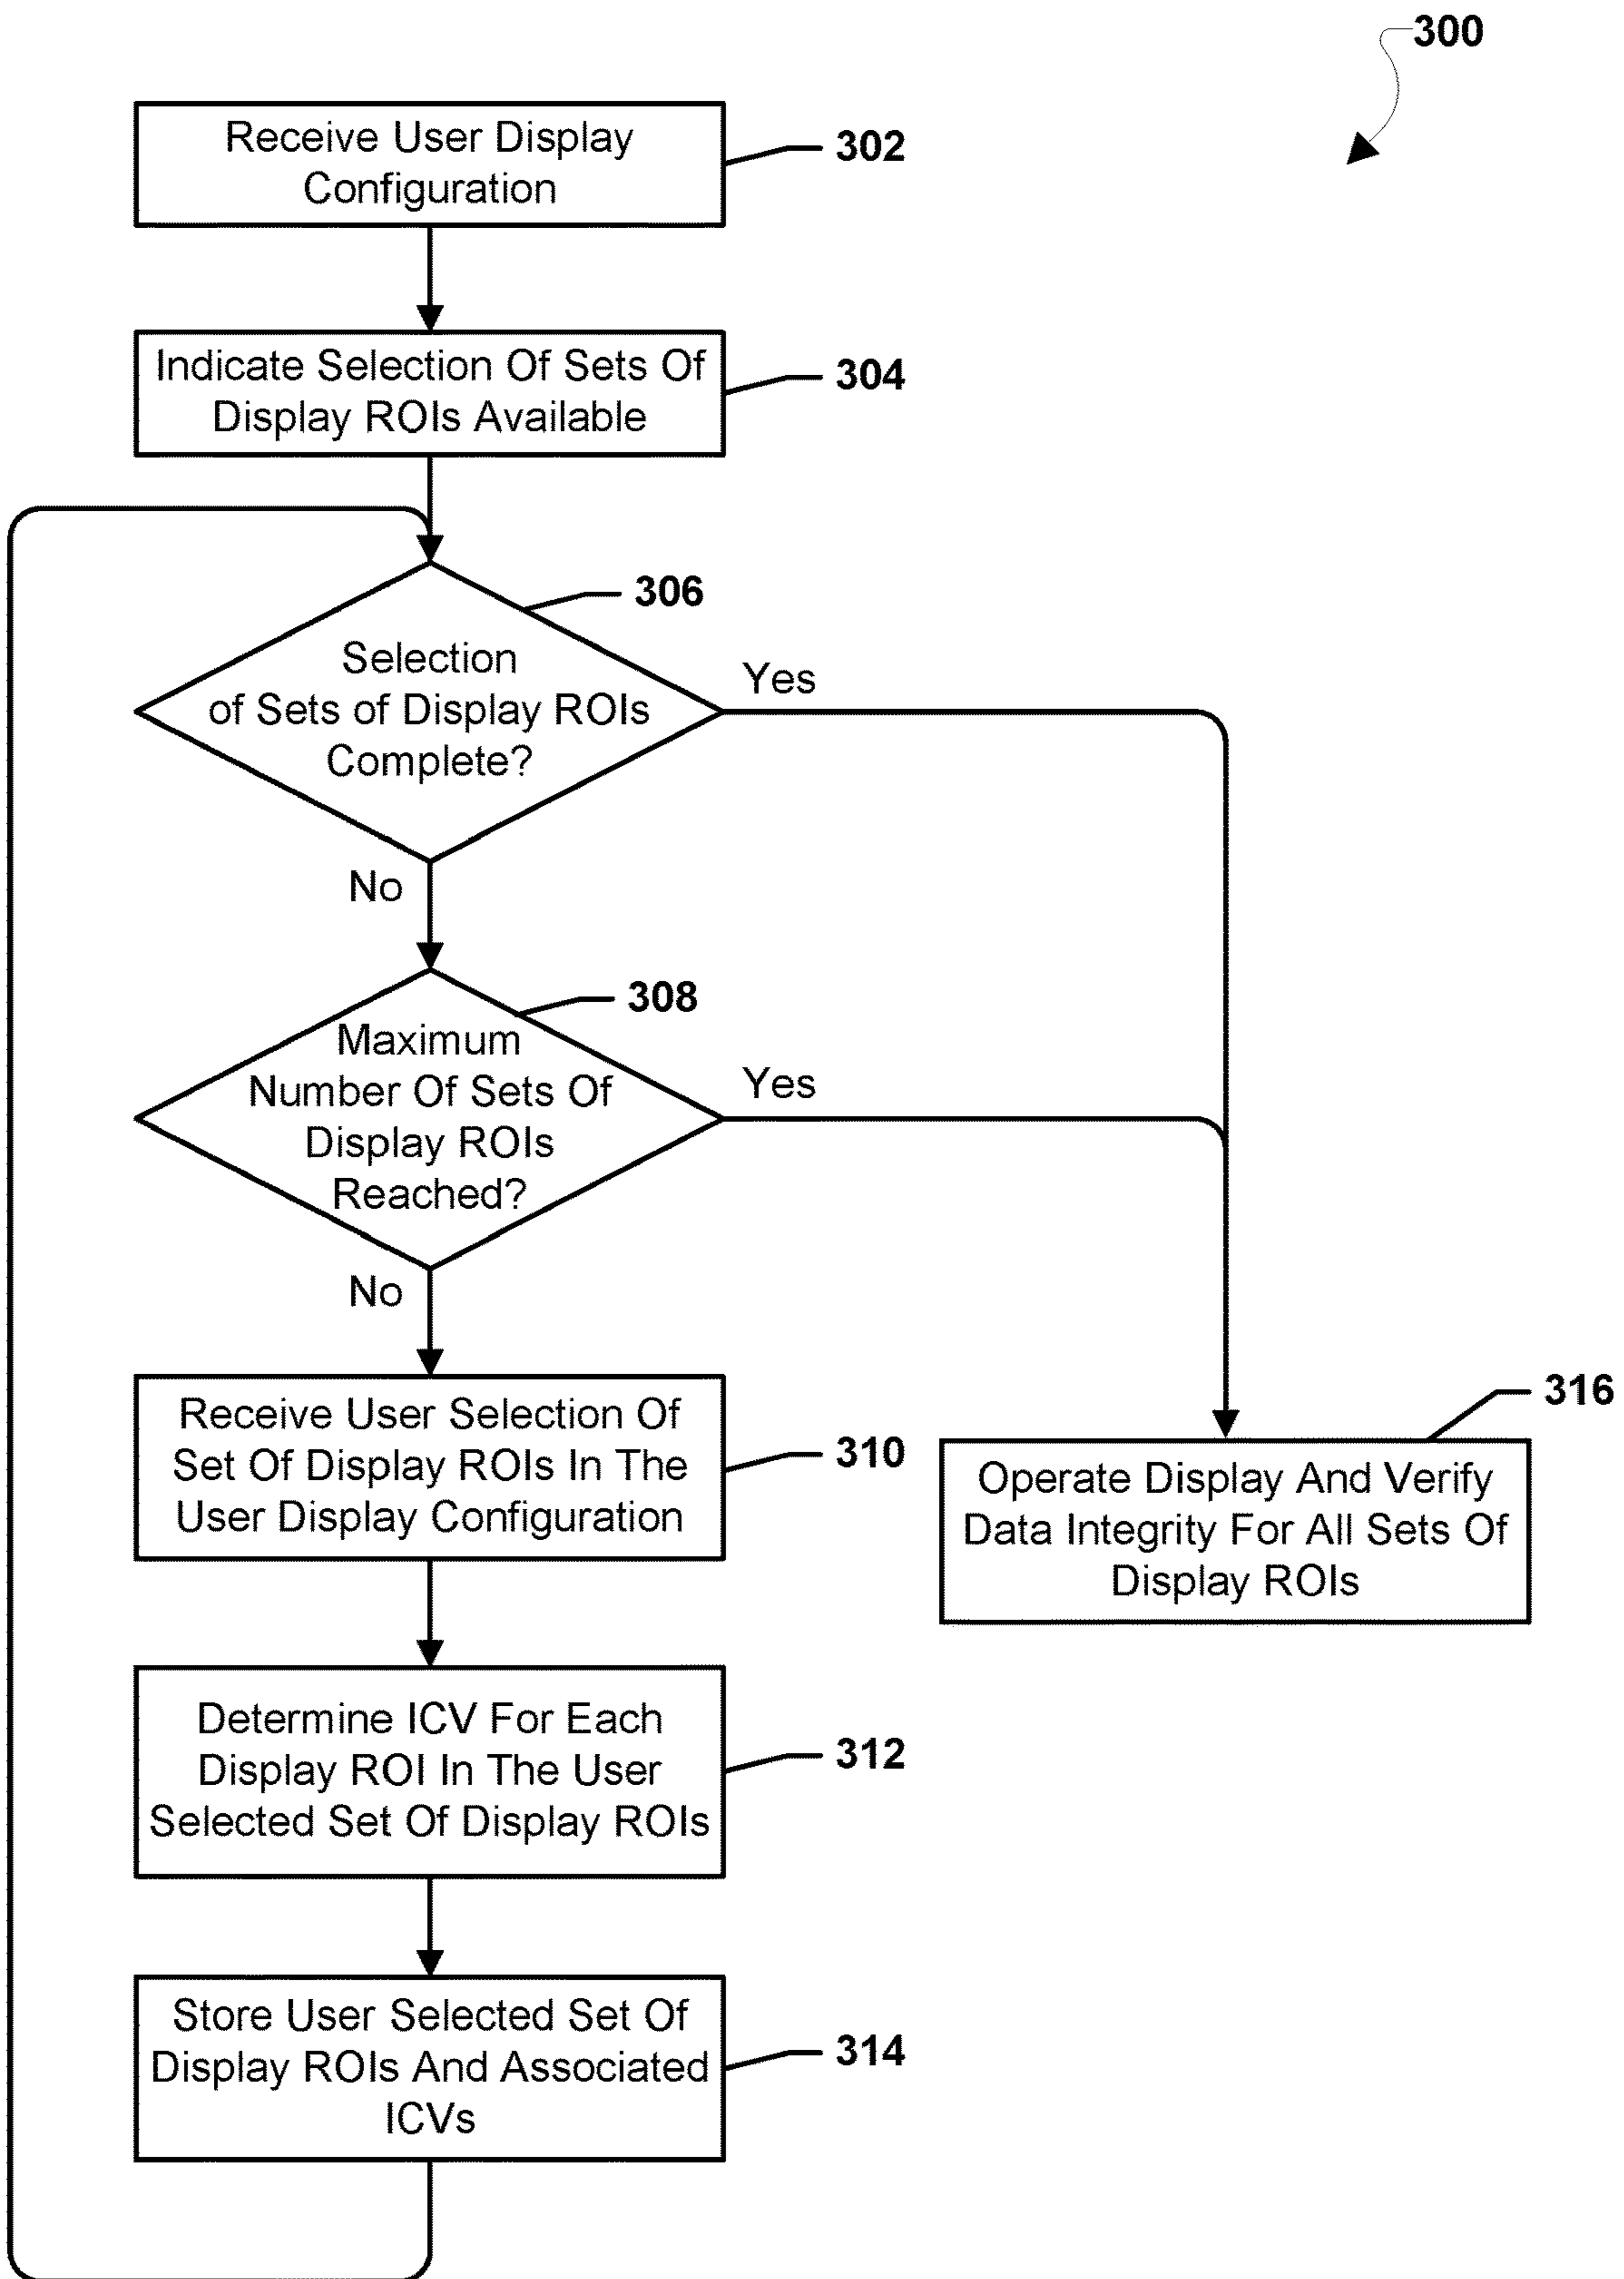 300
Receive User Display
Configuration
302
Indicate Selection Of Sets Of
Display ROIs Available
304
306
Selection
of Sets of Display ROIs
Complete?
Yes
No
308
Maximum
Number Of Sets Of
Display ROIs
Reached?
Yes
No
Receive User Selection Of
Set Of Display ROIs In The
User Display Configuration
310
316
Operate Display And Verify
Data Integrity For All Sets Of
Display ROIs
Determine ICV For Each
Display ROI In The User
Selected Set Of Display ROIs
312
Store User Selected Set Of
Display ROIs And Associated
ICVs
314